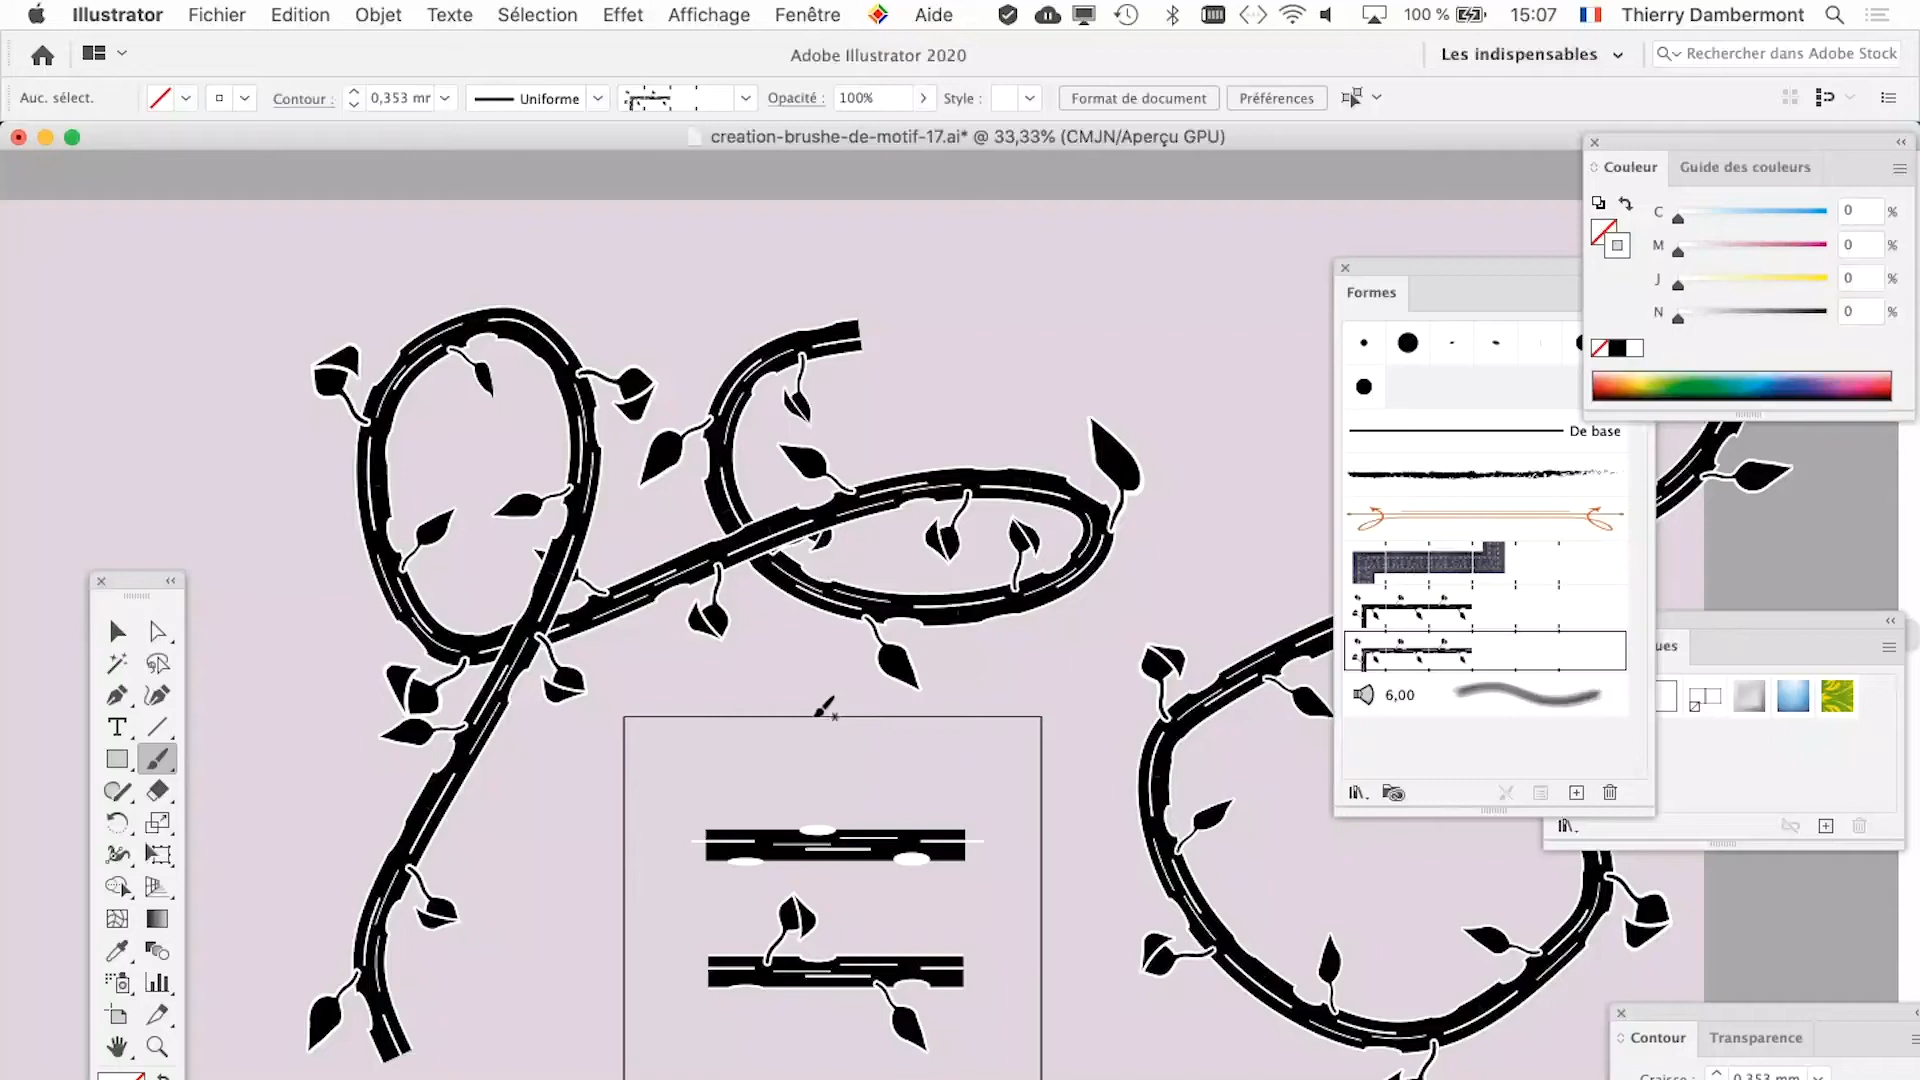 Illustrator Fichier Edition Objet Texte Sélection Effet Affichage Fenêtre Aide 100 % 15:07 Thierry Dambermont
Adobe Illustrator 2020
Les indispensables
Rechercher dans Adobe Stock
Auc. sélect. Contour : 0,353 mr Uniforme Opacité : 100% Style : Format de document Préférences
creation-brushe-de-motif-17.ai* @ 33,33% (CMJN/Aperçu GPU)
Couleur Guide des couleurs
C 0 %
M 0 %
J 0 %
N 0 %
Formes
De base
6,00
ues
Contour Transparence
0,353 mm